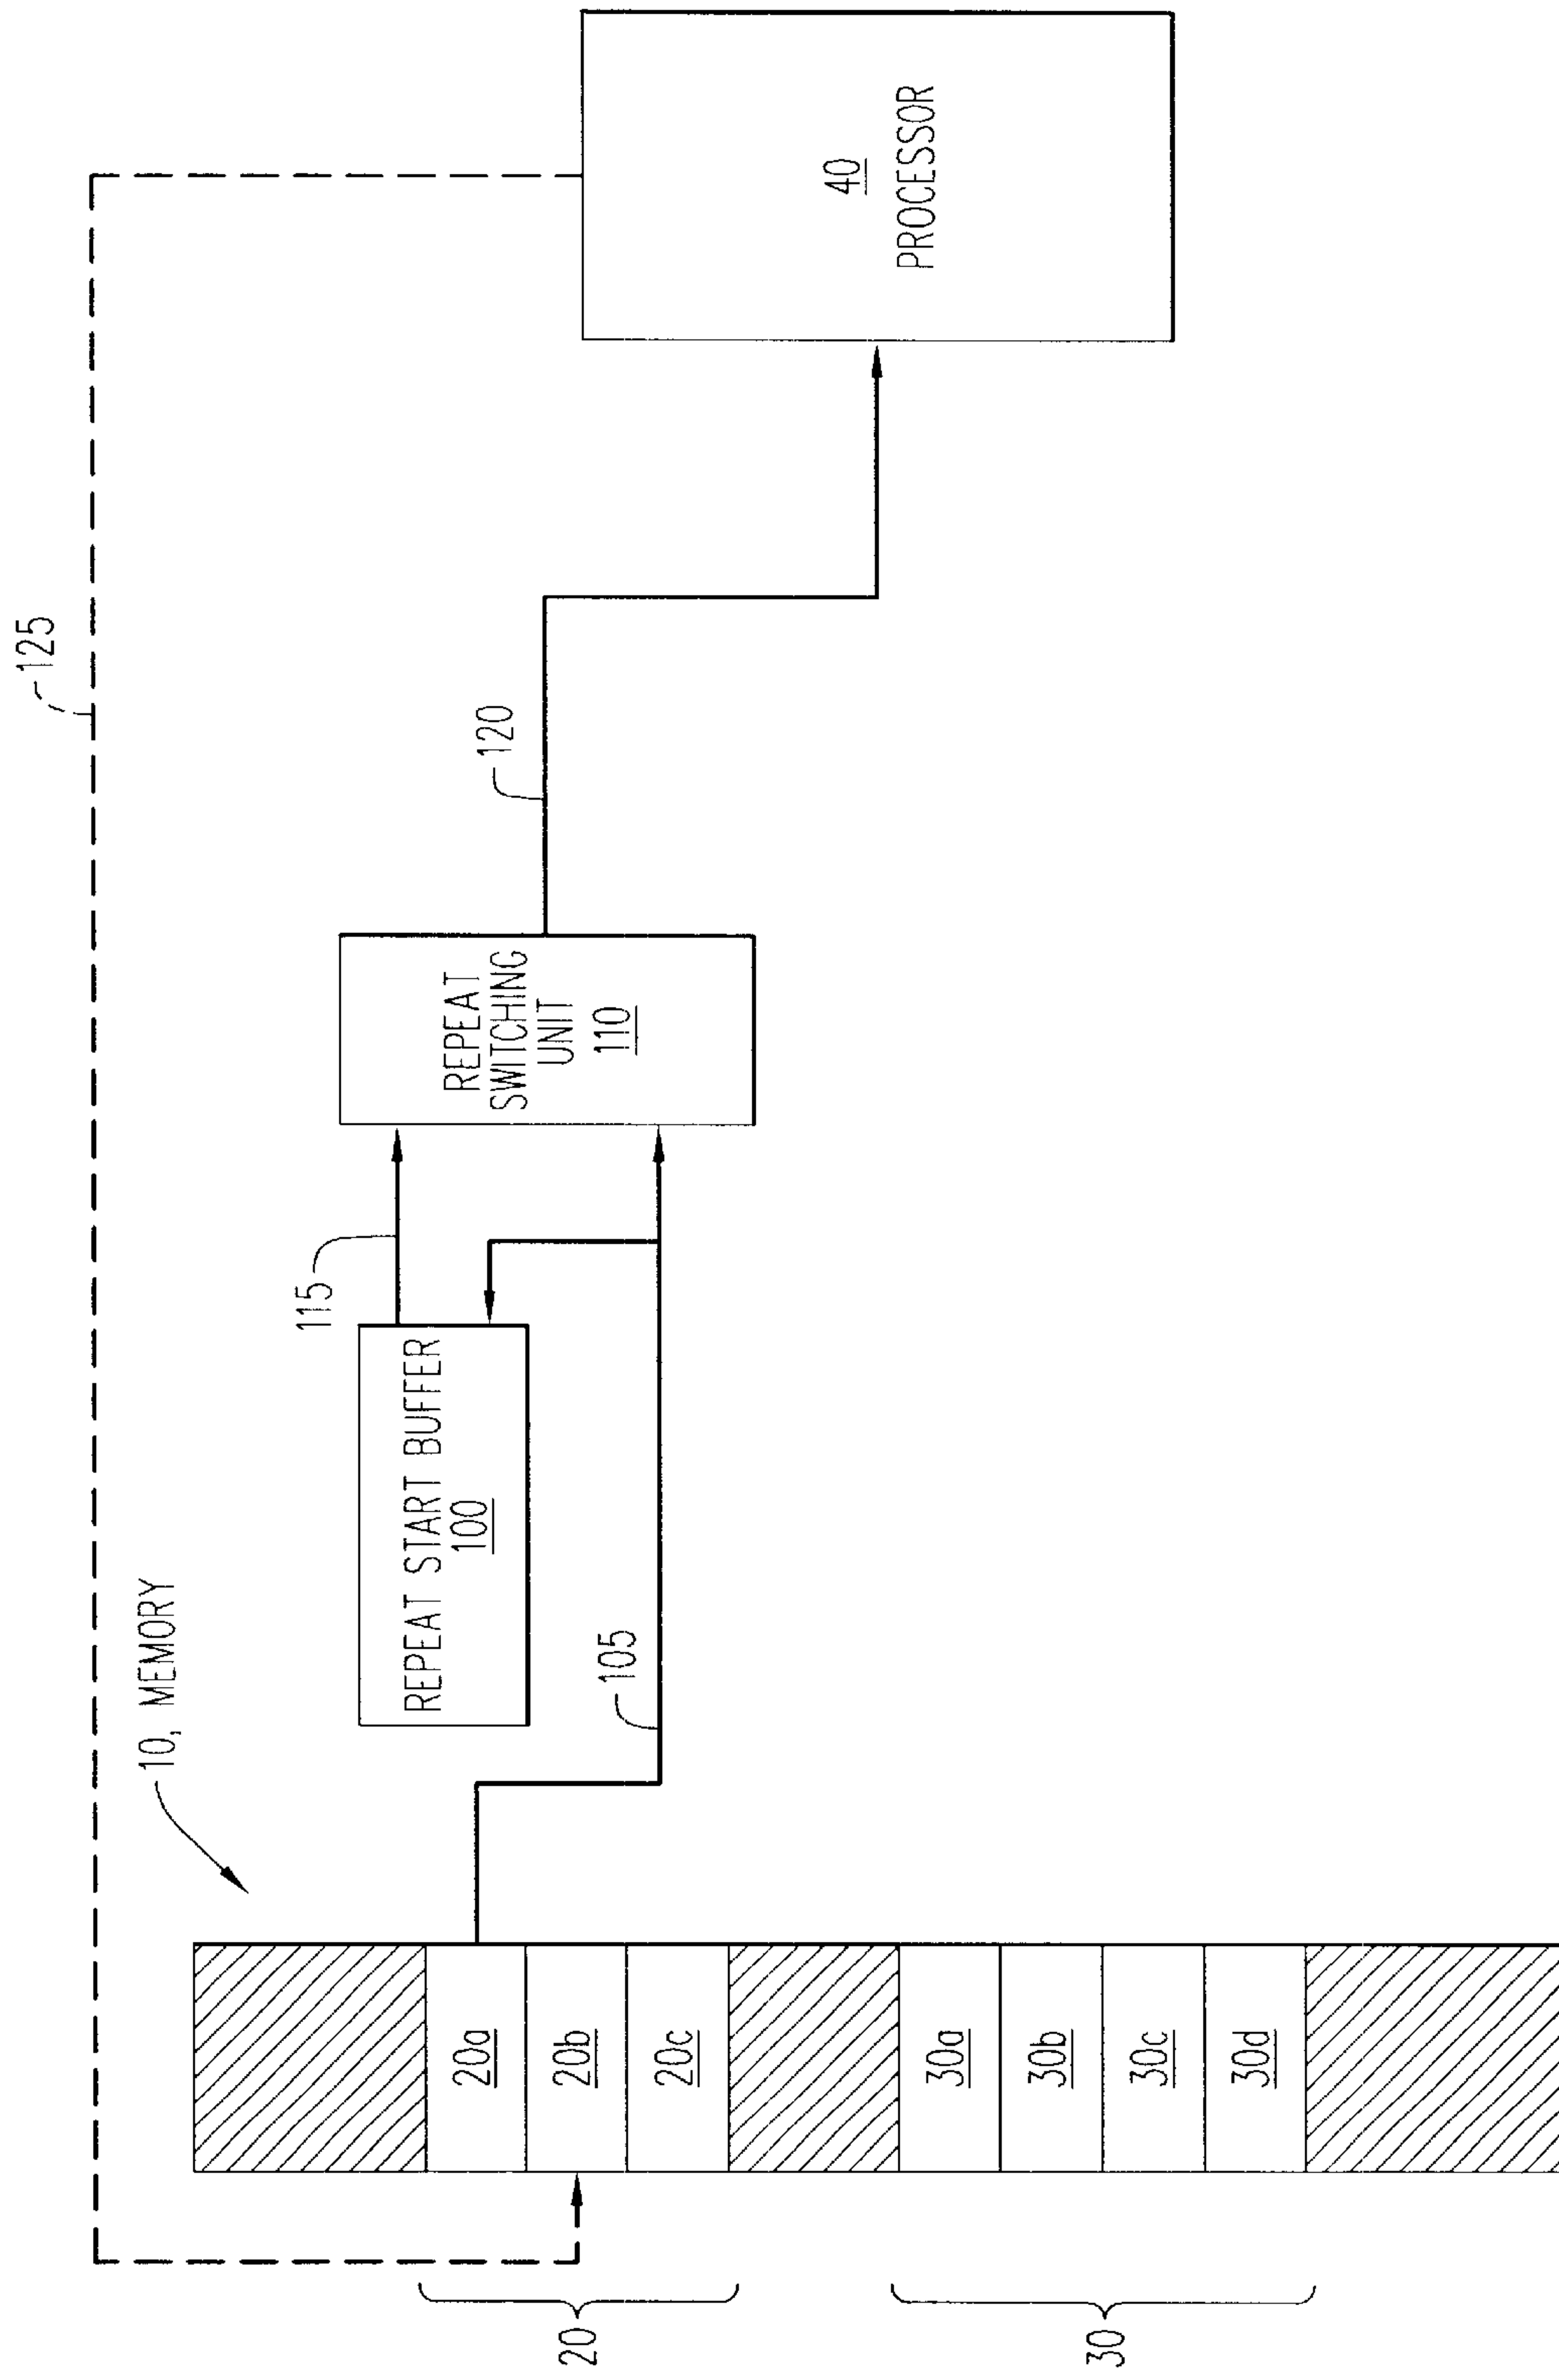 125
10, MEMORY
115
120
REPEAT START BUFFER
100
REPEAT
SWITCHING
UNIT
110
40
PROCESSOR
105
20
20a
20b
20c
30
30a
30b
30c
30d